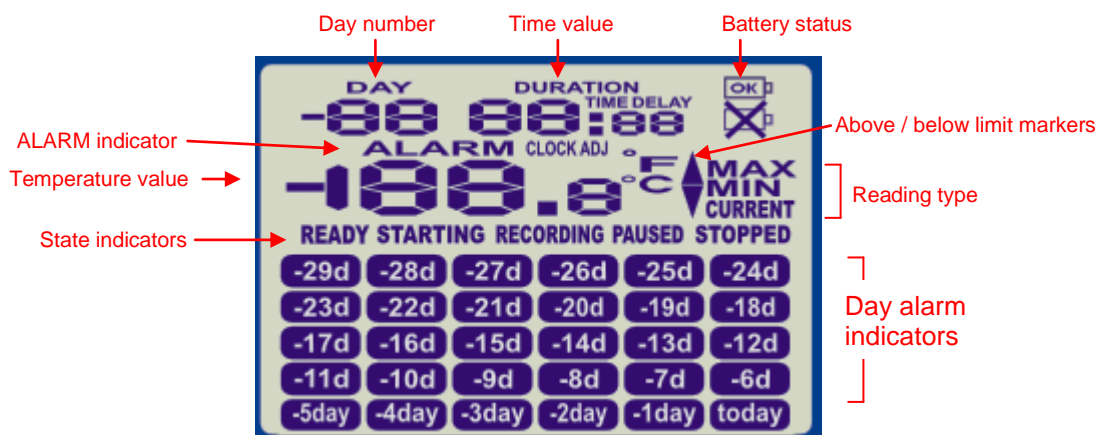 Day number Time value Battery status
DAY DURATION OK
-88 88:88 TIME DELAY
ALARM indicator ALARM CLOCK ADJ °F Above / below limit markers
Temperature value -188.8°C MAX
MIN Reading type
CURRENT
State indicators READY STARTING RECORDING PAUSED STOPPED
-29d -28d -27d -26d -25d -24d
-23d -22d -21d -20d -19d -18d
Day alarm
indicators
-17d -16d -15d -14d -13d -12d
-11d -10d -9d -8d -7d -6d
-5day -4day -3day -2day -1day today